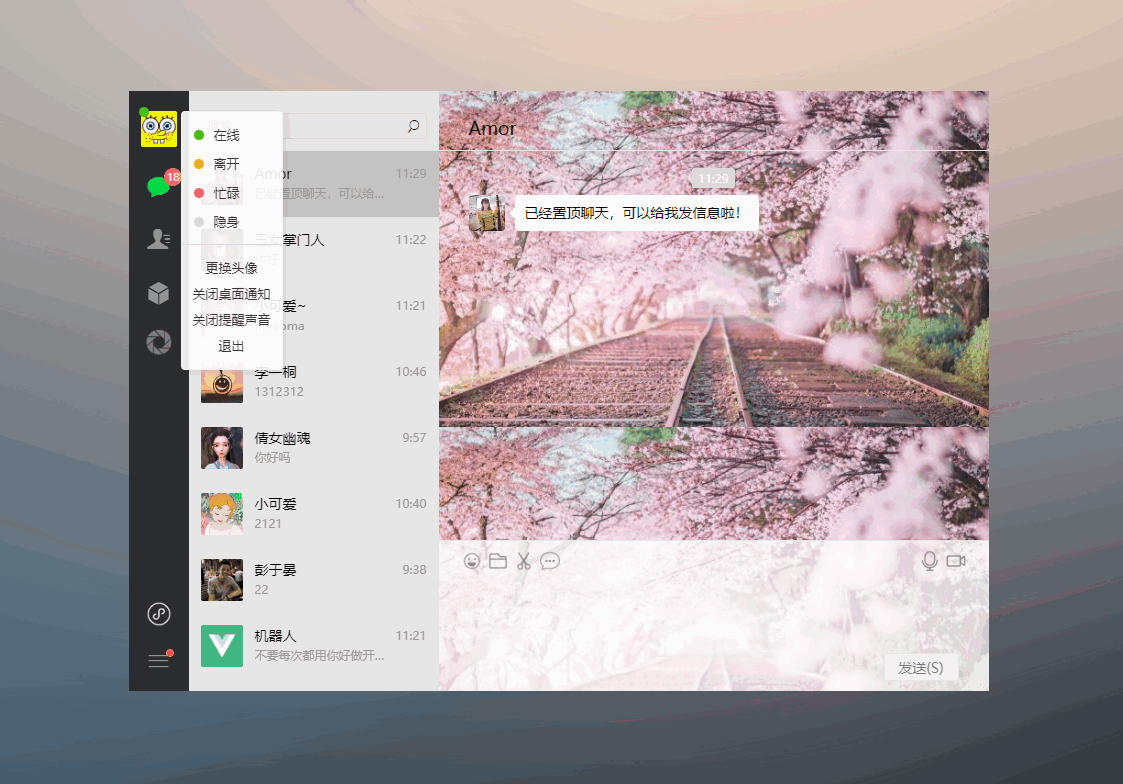 18
在线
离开
忙碌
隐身
更换头像
关闭桌面通知
关闭提醒声音
退出
Amor
11:29
已经置顶聊天，可以给...
玉女掌门人
11:22
小可爱~
11:21
oma
李一桐
10:46
1312312
倩女幽魂
9:57
你好吗
小可爱
10:40
2121
彭于晏
9:38
22
机器人
11:21
不要每次都用你好做开...
Amor
11:29
已经置顶聊天，可以给我发信息啦！
发送(S)